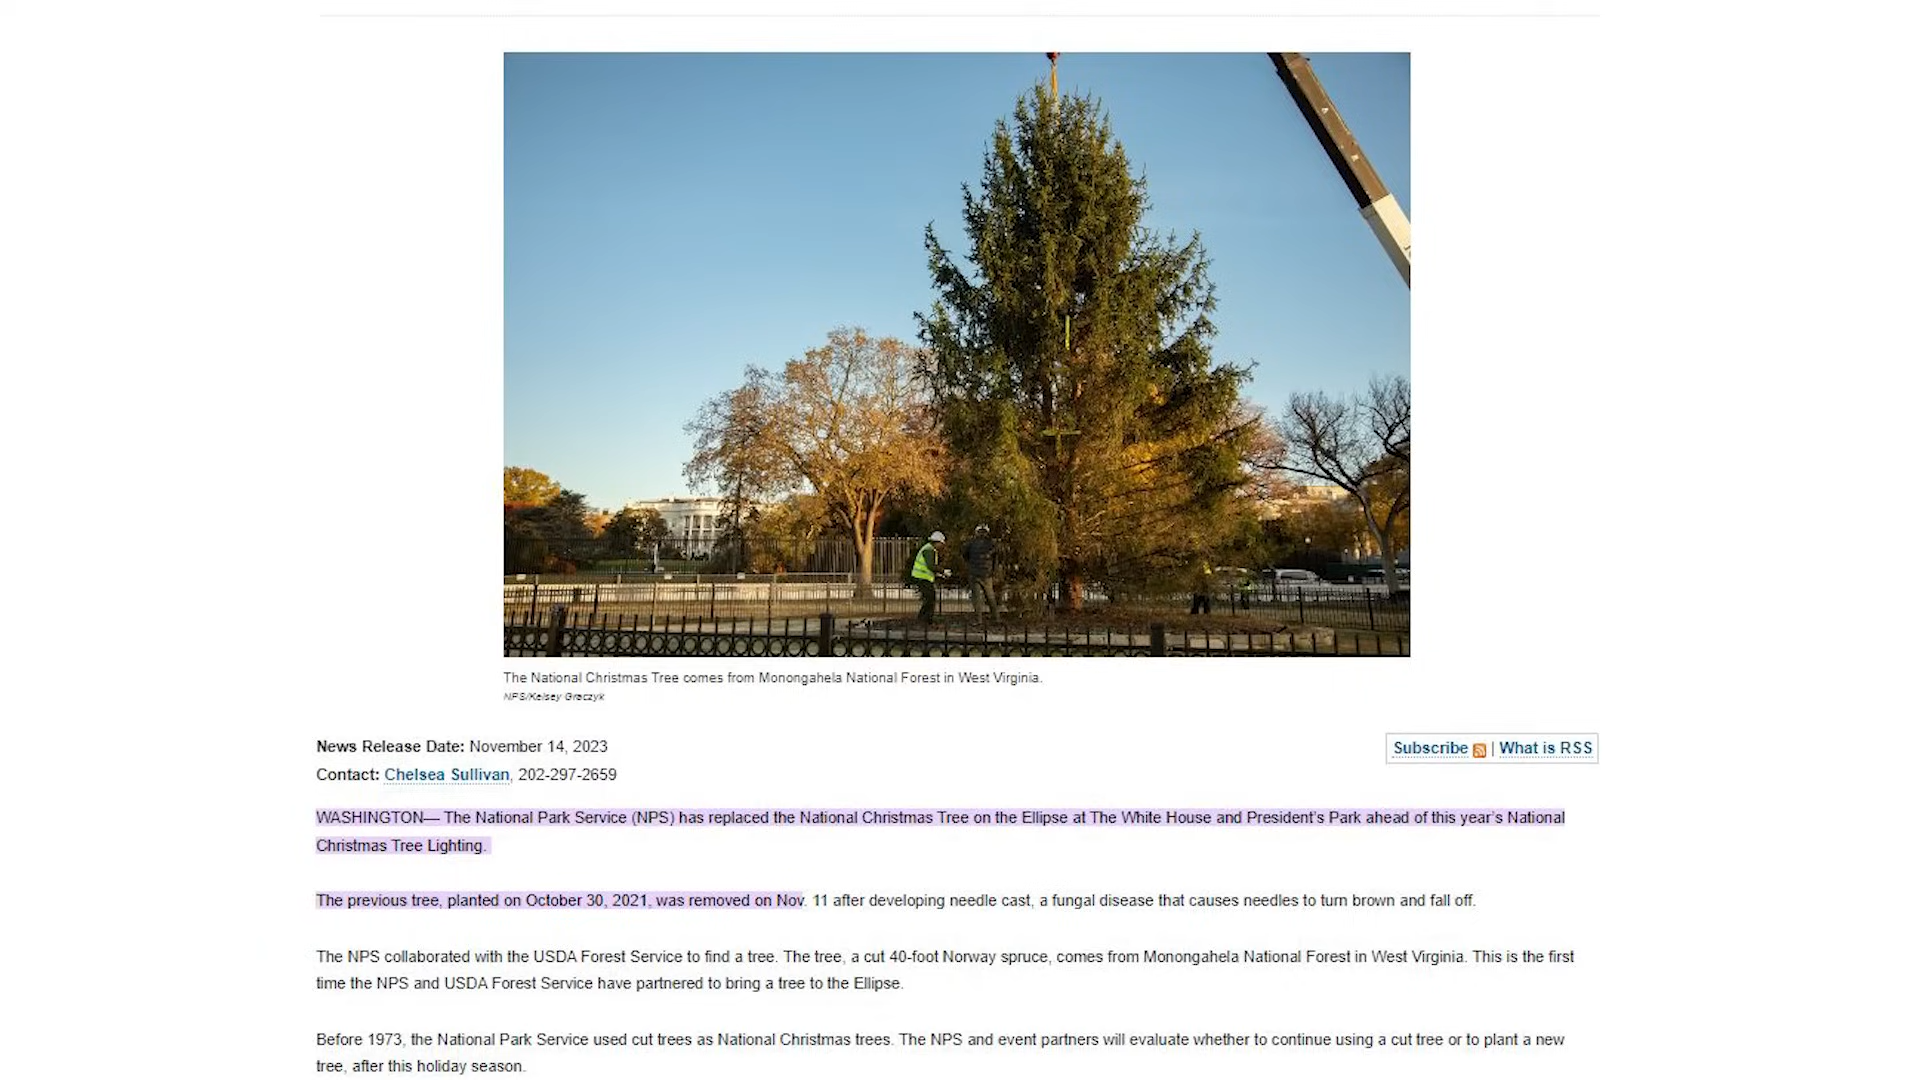 The National Christmas Tree comes from Monongahela National Forest in West Virginia.
NPS/Kelsey Graczyk
News Release Date: November 14, 2023
Subscribe | What is RSS
Contact: Chelsea Sullivan, 202-297-2659
WASHINGTON— The National Park Service (NPS) has replaced the National Christmas Tree on the Ellipse at The White House and President’s Park ahead of this year’s National
Christmas Tree Lighting.
The previous tree, planted on October 30, 2021, was removed on Nov. 11 after developing needle cast, a fungal disease that causes needles to turn brown and fall off.
The NPS collaborated with the USDA Forest Service to find a tree. The tree, a cut 40-foot Norway spruce, comes from Monongahela National Forest in West Virginia. This is the first
time the NPS and USDA Forest Service have partnered to bring a tree to the Ellipse.
Before 1973, the National Park Service used cut trees as National Christmas trees. The NPS and event partners will evaluate whether to continue using a cut tree or to plant a new
tree, after this holiday season.